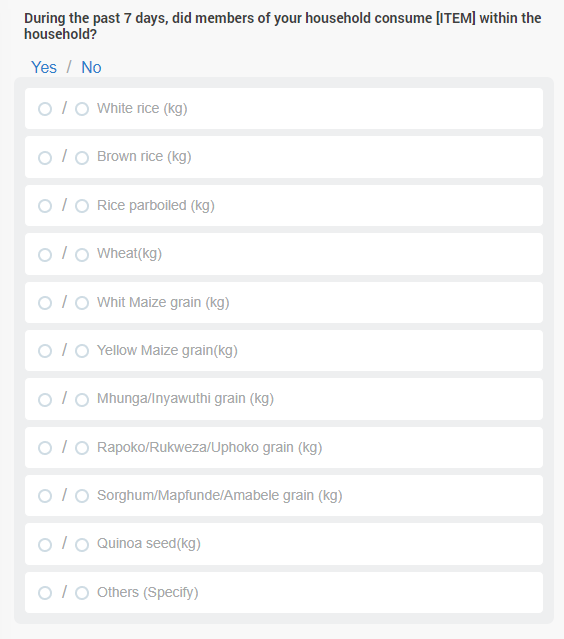 During the past 7 days, did members of your household consume [ITEM] within the
household?
Yes / No
/ White rice (kg)
/ Brown rice (kg)
/ Rice parboiled (kg)
/ Wheat(kg)
/ Whit Maize grain (kg)
/ Yellow Maize grain(kg)
/ Mhunga/Inyawuthi grain (kg)
/ Rapoko/Rukweza/Uphoko grain (kg)
/ Sorghum/Mapfunde/Amabele grain (kg)
/ Quinoa seed(kg)
/ Others (Specify)